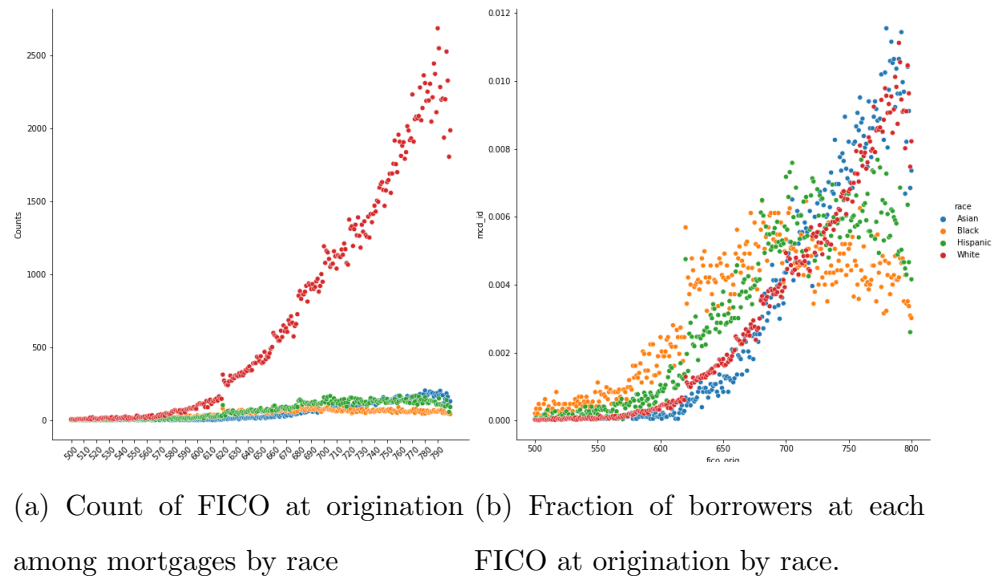 2500
2000
1500
1000
500
0
Counts
500 510 520 530 540 550 560 570 580 590 600 610 620 630 640 650 660 670 680 690 700 710 720 730 740 750 760 770 780 790
0.012
0.010
0.008
0.006
0.004
0.002
0.000
mcd_id
500 550 600 650 700 750 800
fico_orig
race
Asian
Black
Hispanic
White
(a) Count of FICO at origination
among mortgages by race
(b) Fraction of borrowers at each
FICO at origination by race.